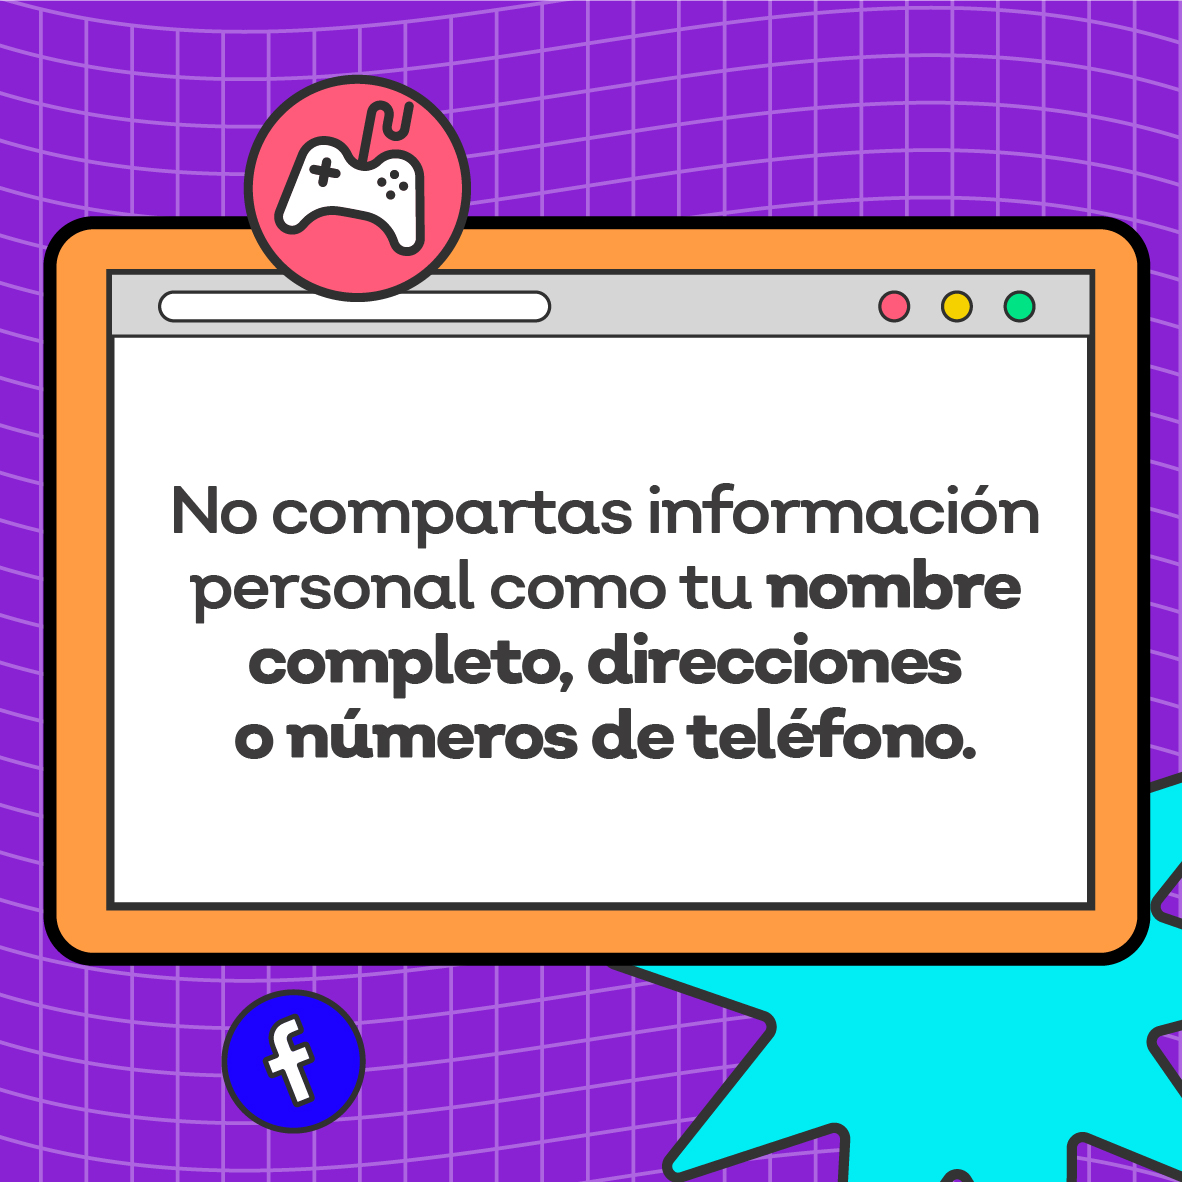 No compartas información
personal como tu nombre
completo, direcciones
o números de teléfono.
f